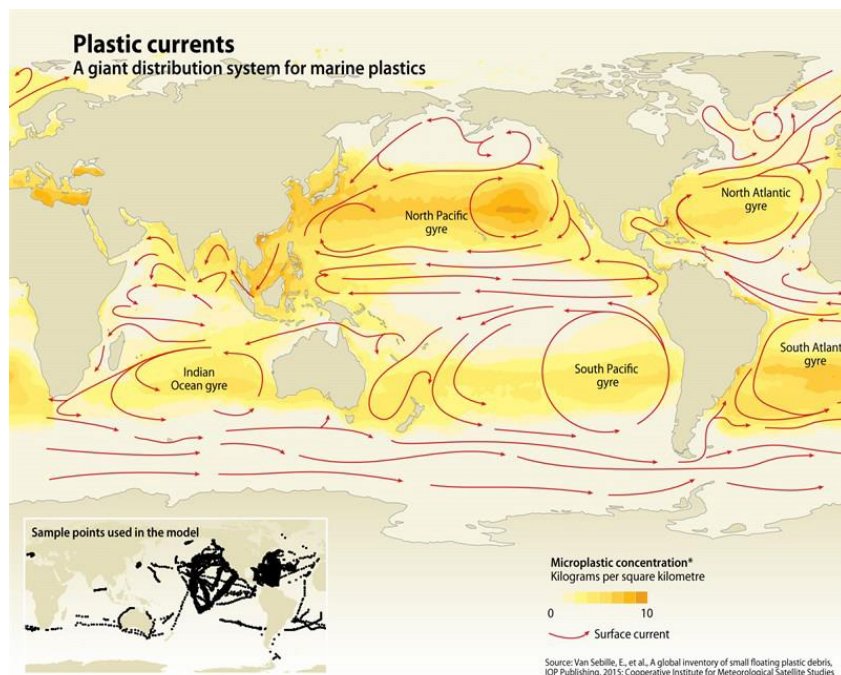 Plastic currents
A giant distribution system for marine plastics
North Pacific
gyre
North Atlantic
gyre
Indian
Ocean gyre
South Pacific
gyre
South Atlant
gyre
Sample points used in the model
Microplastic concentration*
Kilograms per square kilometre
0 10
Surface current
Source: Van Sebille, E., et al., A global inventory of small floating plastic debris,
IOP Publishing, 2015; Cooperative Institute for Meteorological Satellite Studies